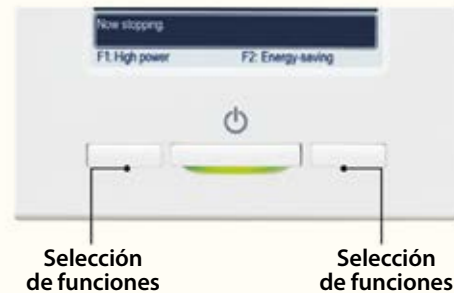 Now stopping.
F1: High power F2: Energy-saving
Selección
de funciones
Selección
de funciones